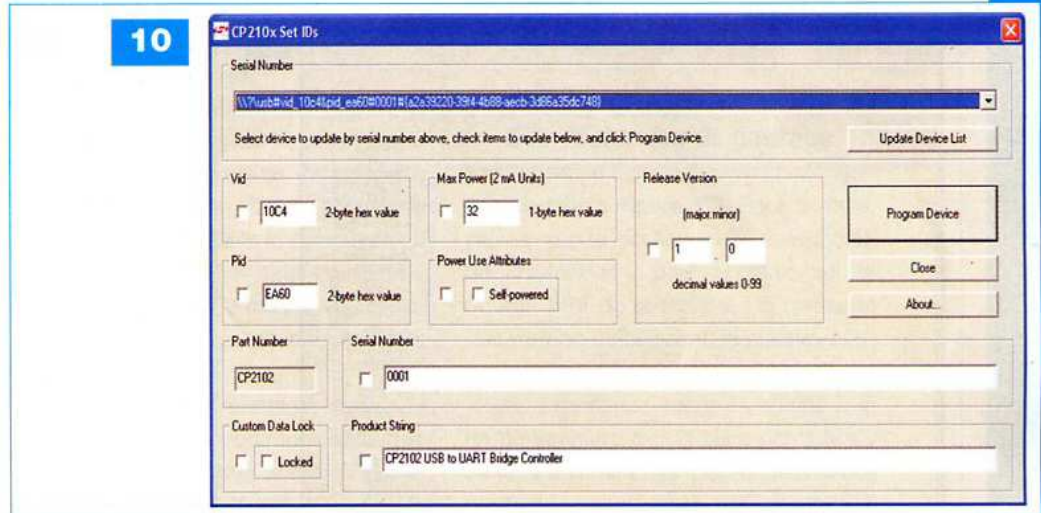 10
CP210x Set IDs
Serial Number
\\?\usb#vid_10c4&pid_ea60#0001#{a2a39220-39f4-4b88-aecb-3d86a35dc748}
Select device to update by serial number above, check items to update below, and click Program Device.
Update Device List
Vid
10C4
2-byte hex value
Max Power (2 mA Units)
32
1-byte hex value
Release Version
(major.minor)
1 . 0
decimal values 0-99
Program Device
Pid
EA60
2-byte hex value
Power Use Attributes
Self-powered
Close
About...
Part Number
CP2102
Serial Number
0001
Custom Data Lock
Locked
Product String
CP2102 USB to UART Bridge Controller